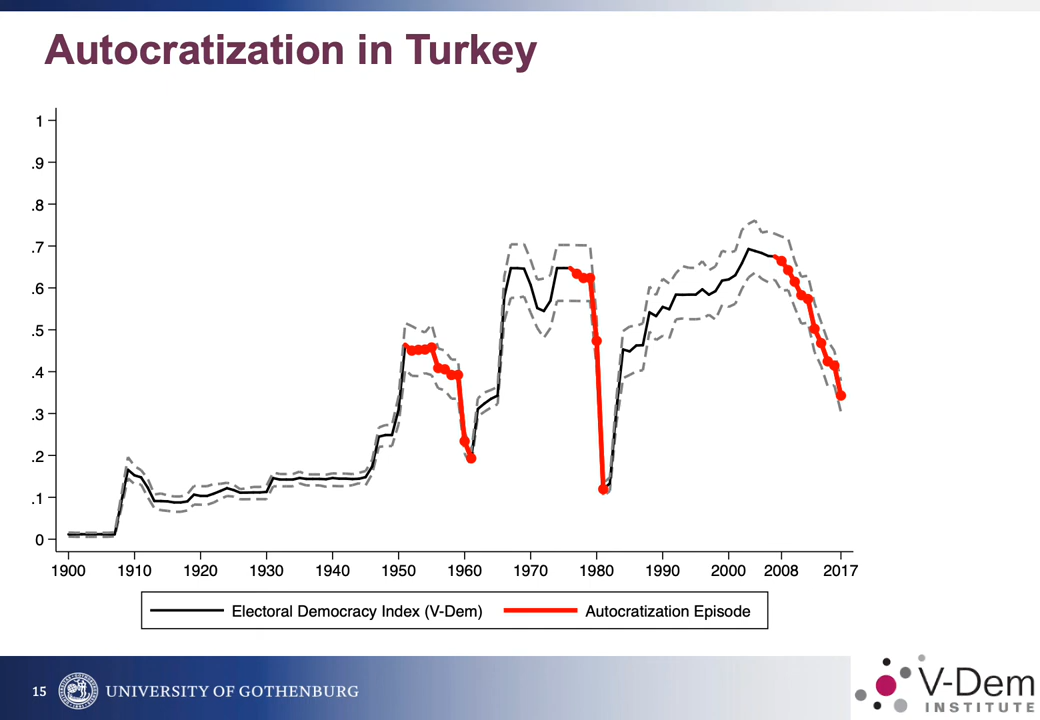 Autocratization in Turkey
1
.9
.8
.7
.6
.5
.4
.3
.2
.1
0
1900 1910 1920 1930 1940 1950 1960 1970 1980 1990 2000 2008 2017
Electoral Democracy Index (V-Dem) Autocratization Episode
15 UNIVERSITY OF GOTHENBURG
V-Dem
INSTITUTE